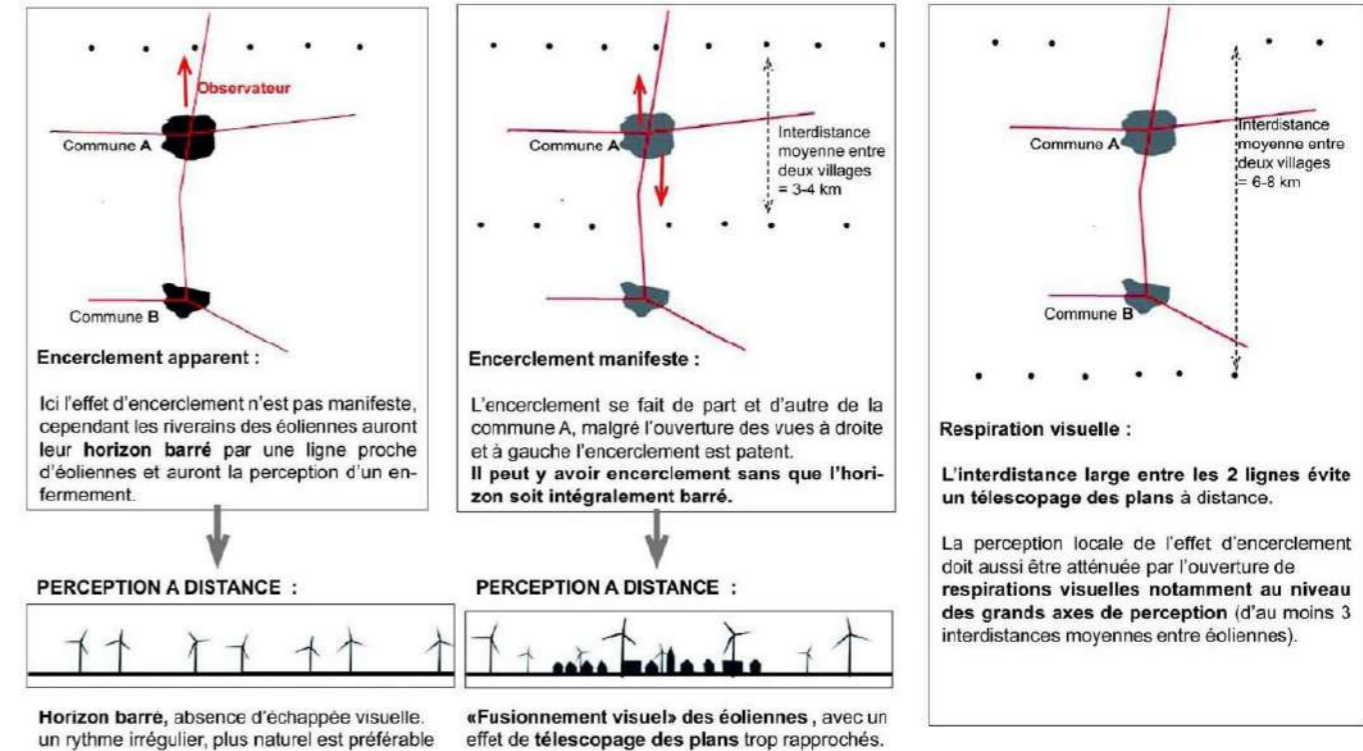 Observateur
Commune A
Commune B
Encerclement apparent :
Ici l'effet d'encerclement n'est pas manifeste,
cependant les riverains des éoliennes auront
leur horizon barré par une ligne proche
d'éoliennes et auront la perception d'un en-
fermement.
PERCEPTION A DISTANCE :
Horizon barré, absence d'échappée visuelle.
un rythme irrégulier, plus naturel est préférable
Commune A
Interdistance
moyenne entre
deux villages
= 3-4 km
Encerclement manifeste :
L'encerclement se fait de part et d'autre de la
commune A, malgré l'ouverture des vues à droite
et à gauche l'encerclement est patent.
Il peut y avoir encerclement sans que l'hori-
zon soit intégralement barré.
PERCEPTION A DISTANCE :
«Fusionnement visuel» des éoliennes , avec un
effet de télescopage des plans trop rapprochés.
Commune A
Interdistance
moyenne entre
deux villages
= 6-8 km
Commune B
Respiration visuelle :
L'interdistance large entre les 2 lignes évite
un télescopage des plans à distance.
La perception locale de l'effet d'encerclement
doit aussi être atténuée par l'ouverture de
respirations visuelles notamment au niveau
des grands axes de perception (d'au moins 3
interdistances moyennes entre éoliennes).